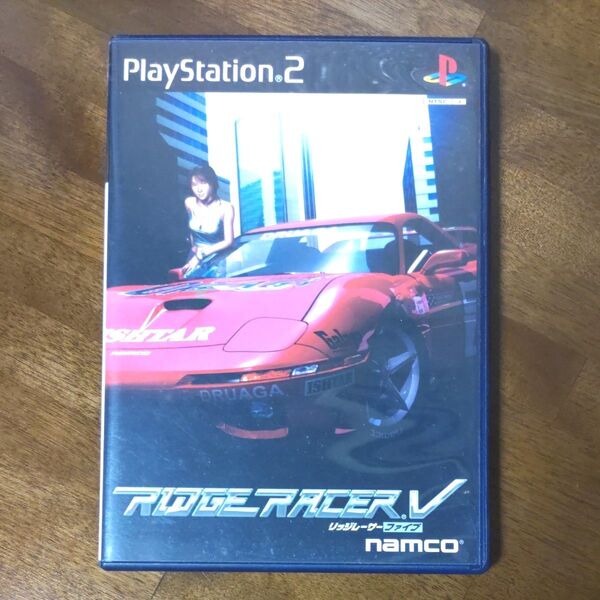 PlayStation®2
NTSC J
ISHTAR
DRUAGA
ISHTAR
RIDGE RACER V
リッジレーサー ファイブ
namco®